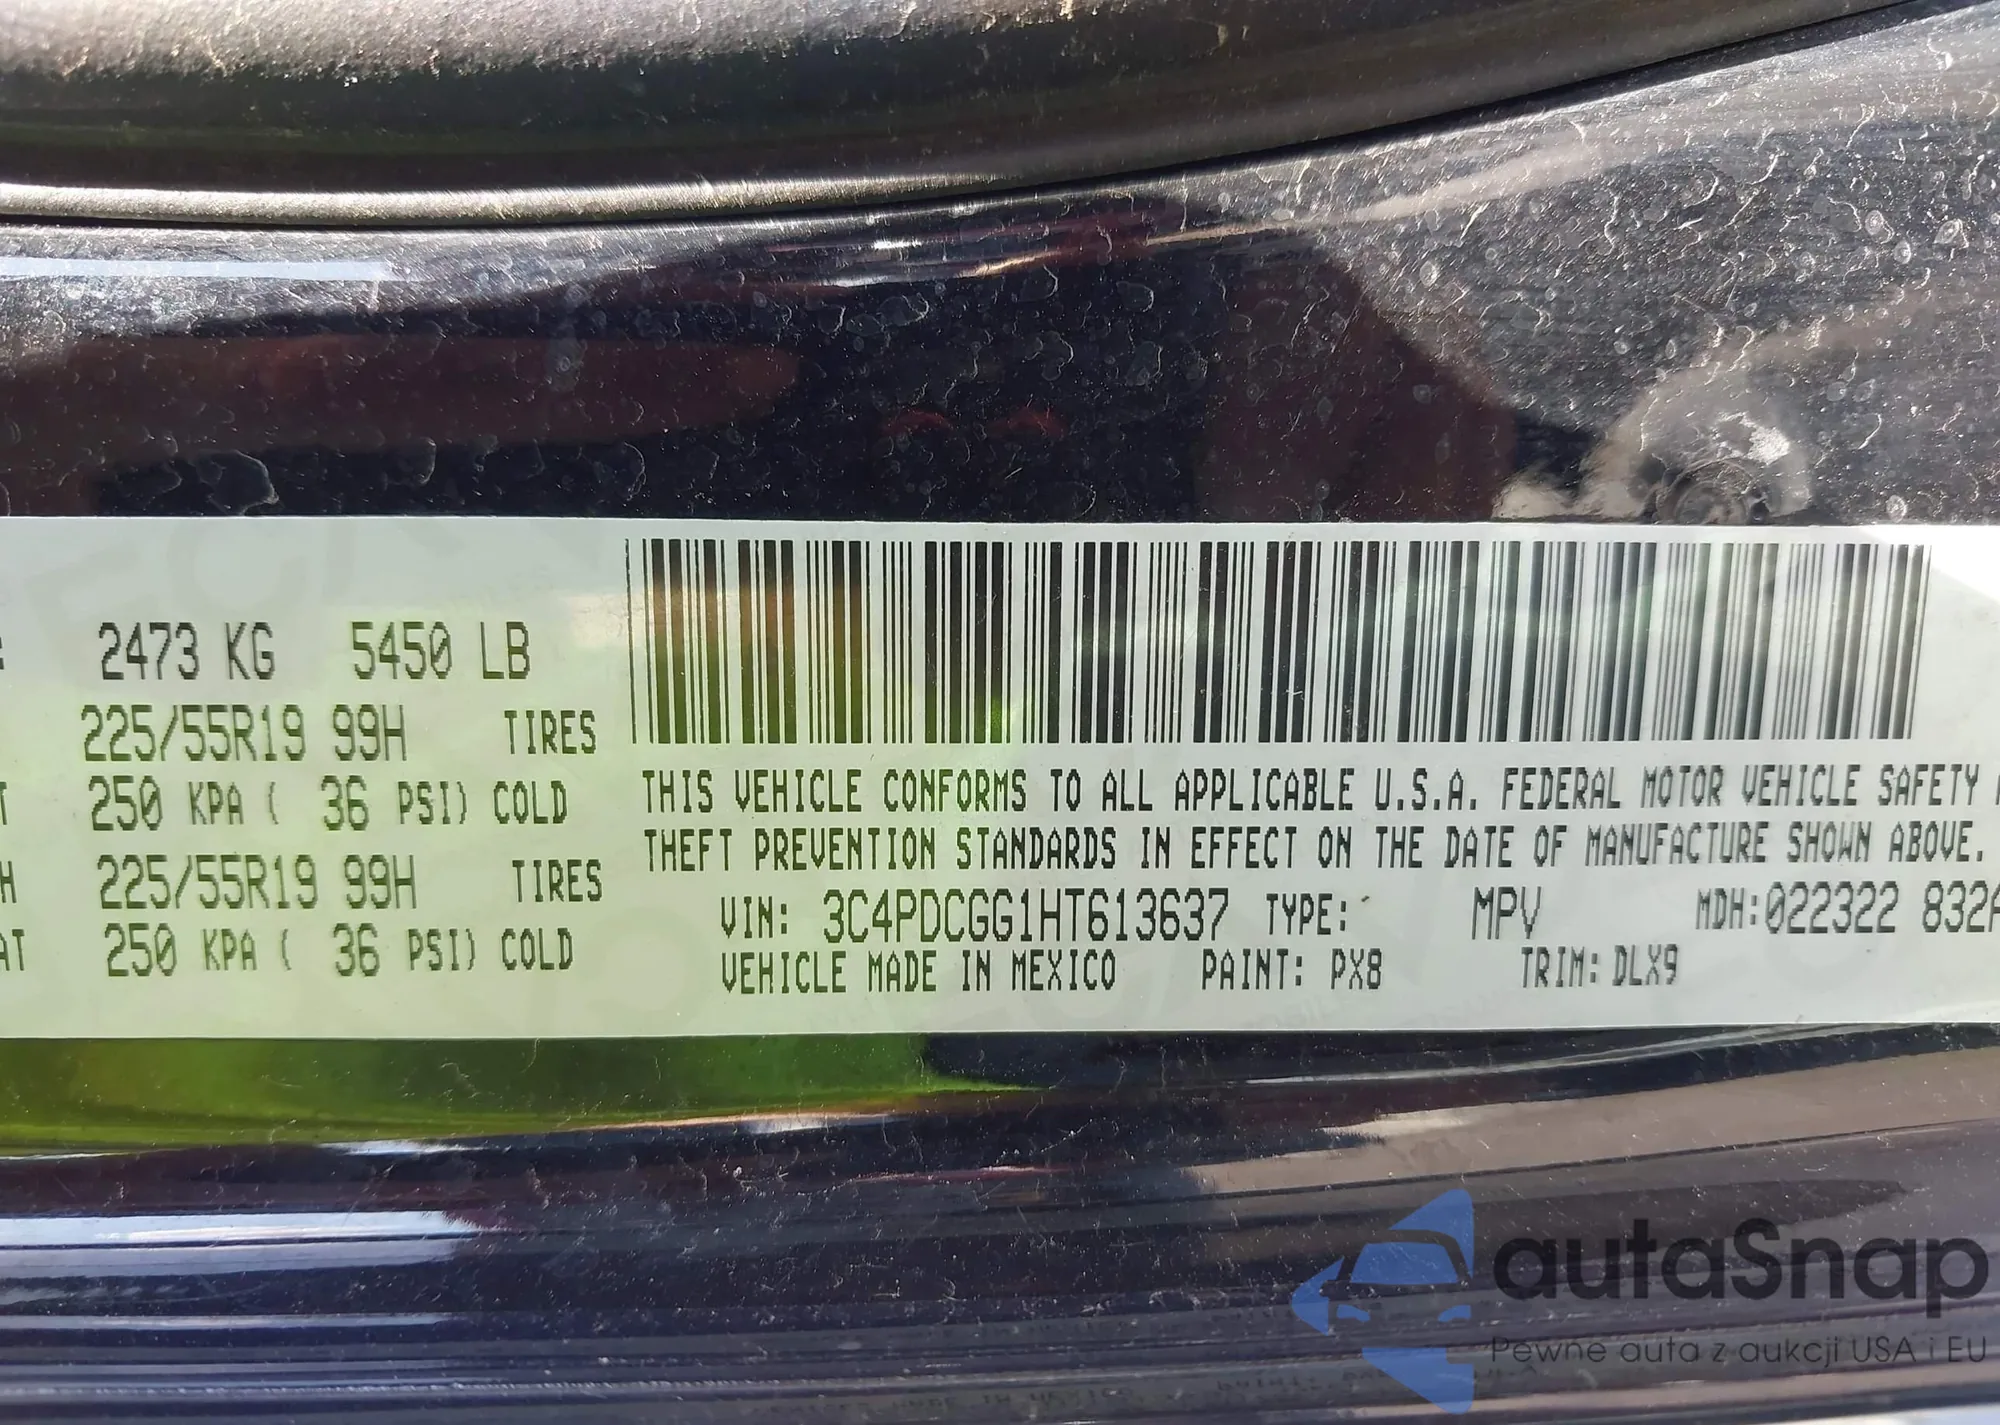 : 2473 KG 5450 LB
225/55R19 99H TIRES
T 250 KPA ( 36 PSI) COLD
H 225/55R19 99H TIRES
AT 250 KPA ( 36 PSI) COLD
THIS VEHICLE CONFORMS TO ALL APPLICABLE U.S.A. FEDERAL MOTOR VEHICLE SAFETY
THEFT PREVENTION STANDARDS IN EFFECT ON THE DATE OF MANUFACTURE SHOWN ABOVE.
VIN: 3C4PDCGG1HT613637 TYPE: MPV MDH:022322 832A
VEHICLE MADE IN MEXICO PAINT: PX8 TRIM: DLX9
autaSnap
Pewne auta z aukcji USA i EU